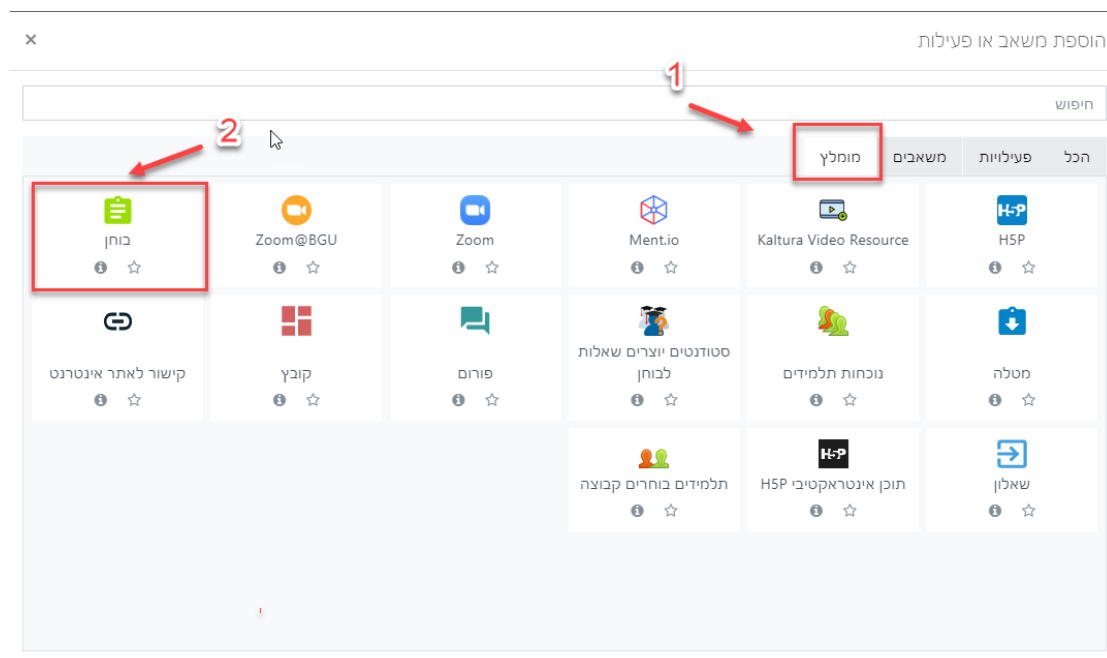 הוספת משאב או פעילות
×
1
חיפוש
2
הכל
פעילויות
משאבים
מומלץ
H5P
H5P
Kaltura Video Resource
Ment.io
Zoom
Zoom@BGU
בוחן
מטלה
נוכחות תלמידים
סטודנטים יוצרים שאלות
לבוחן
פורום
קובץ
קישור לאתר אינטרנט
שאלון
H5P
תוכן אינטראקטיבי H5P
תלמידים בוחרים קבוצה